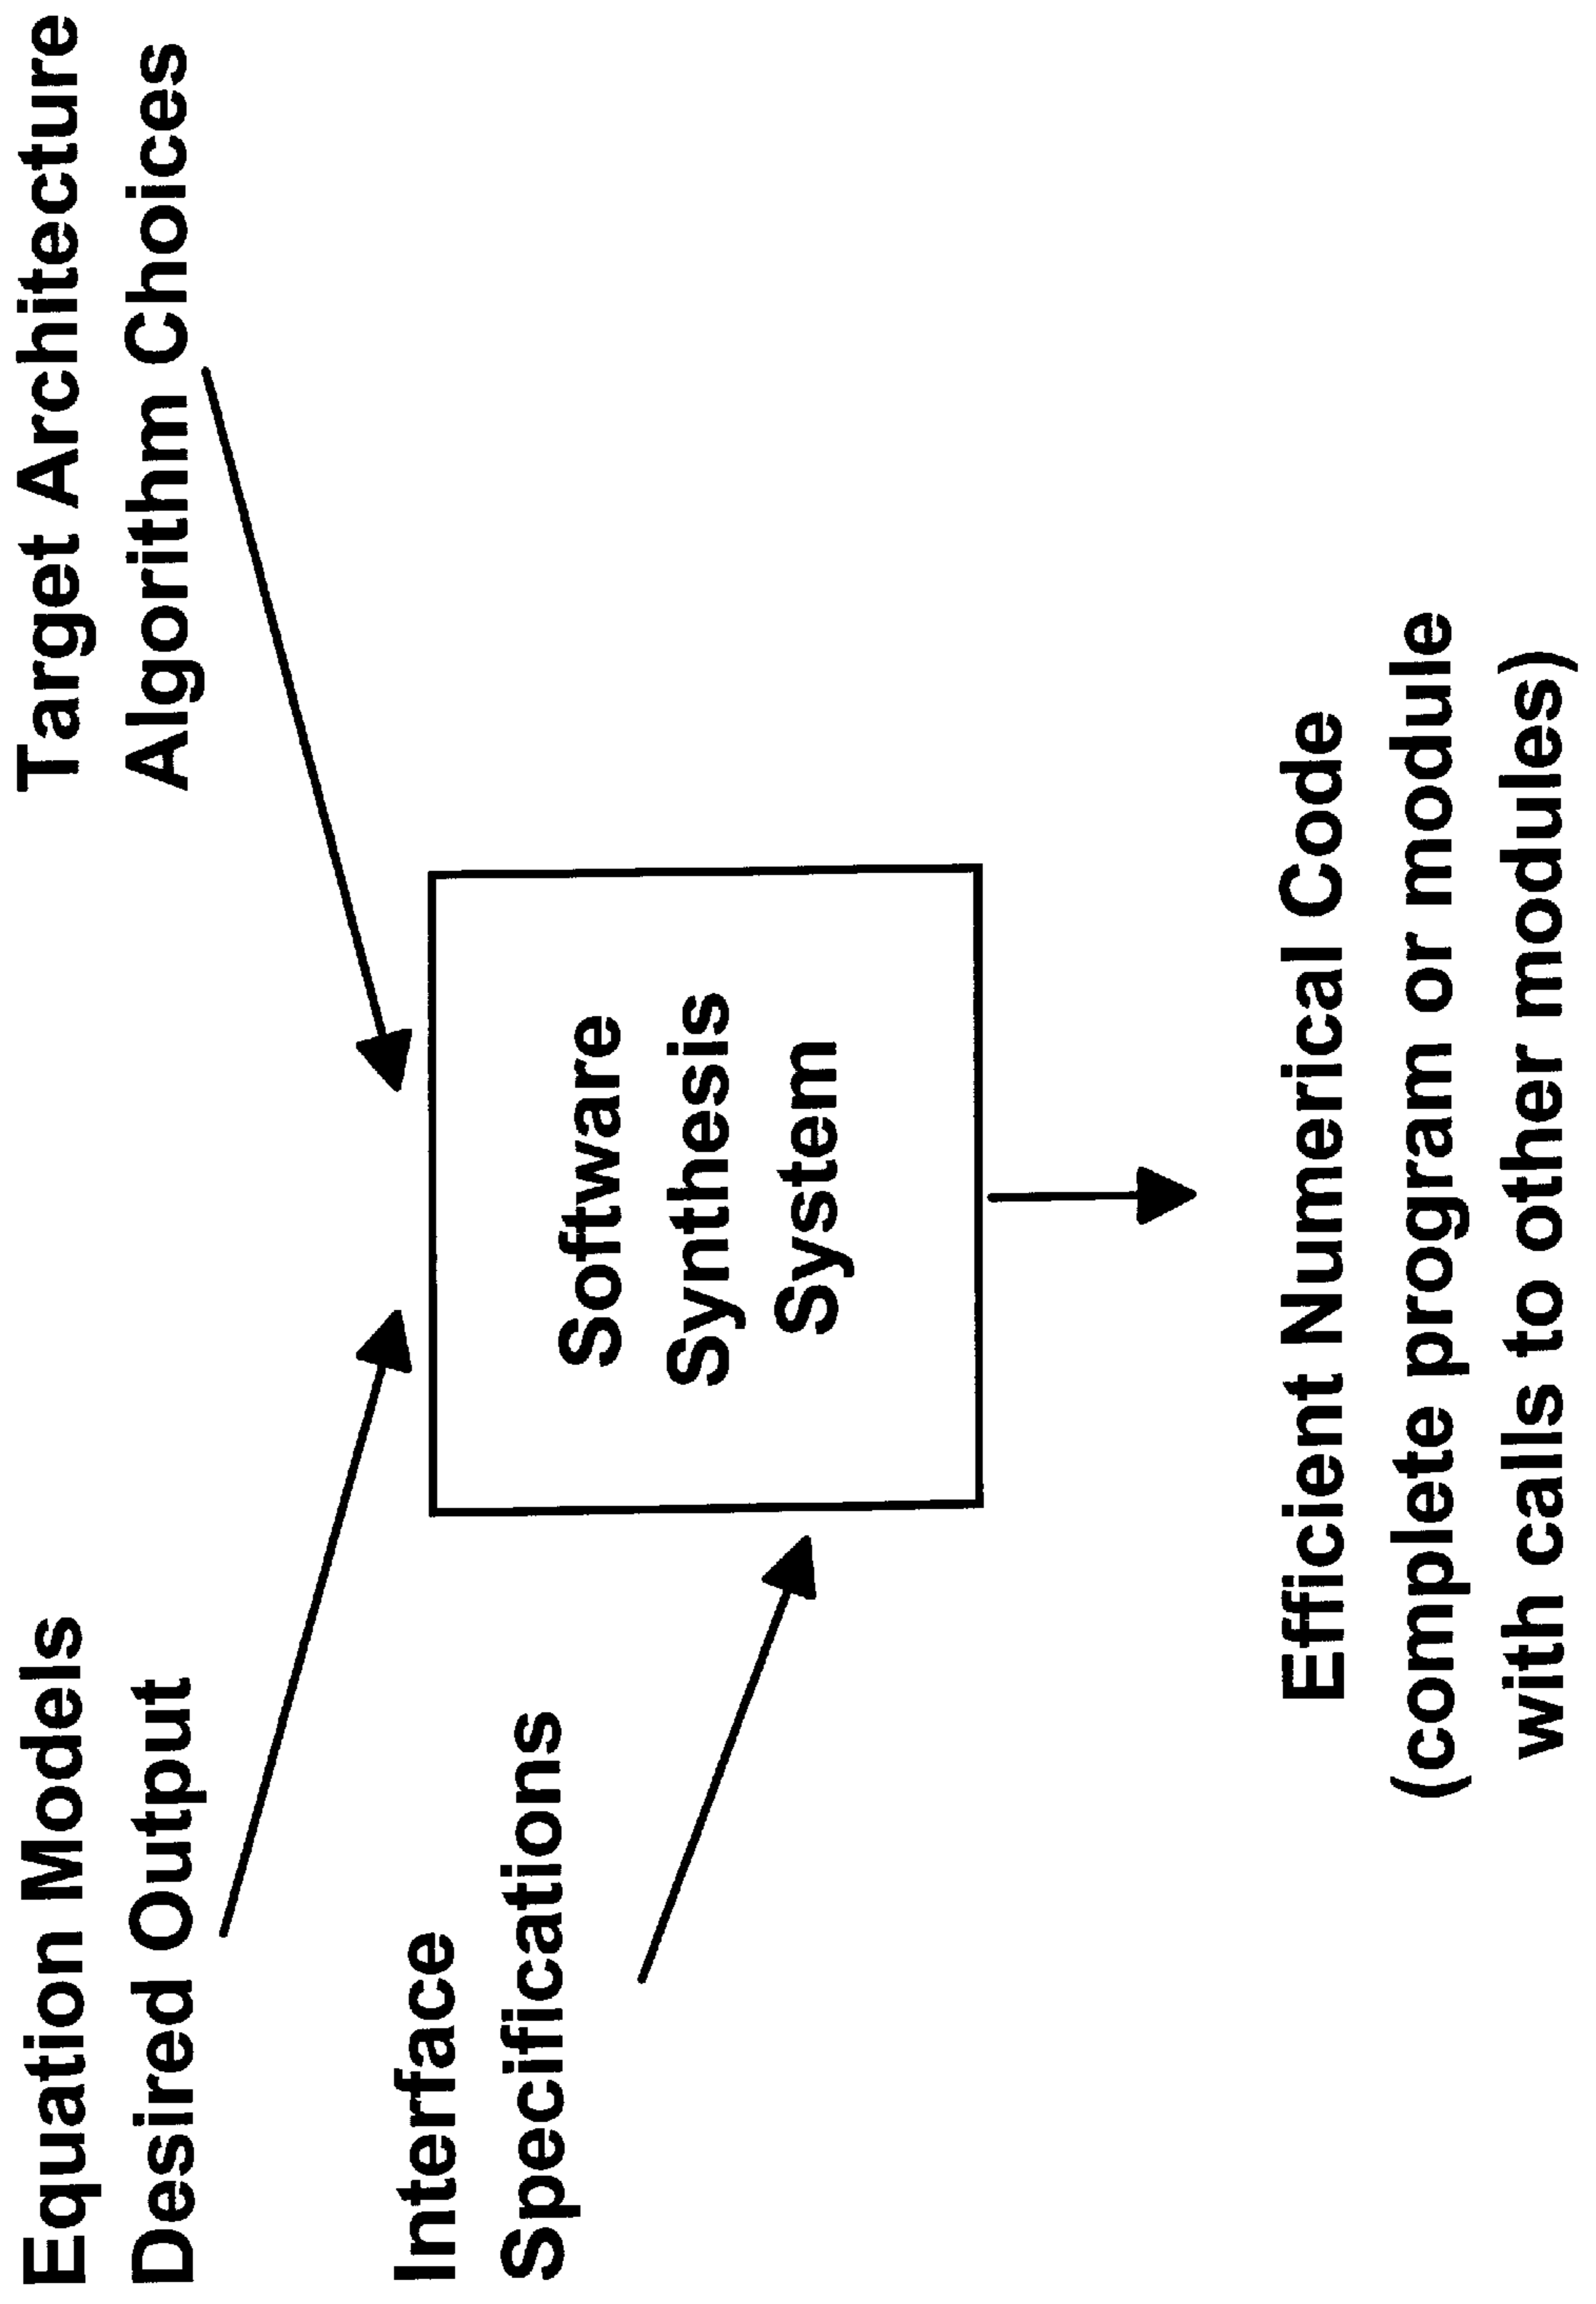 Equation Models
Desired Output
Target Architecture
Algorithm Choices
Interface
Specifications
Software
Synthesis
System
Efficient Numerical Code
(complete program or module
with calls to other modules)